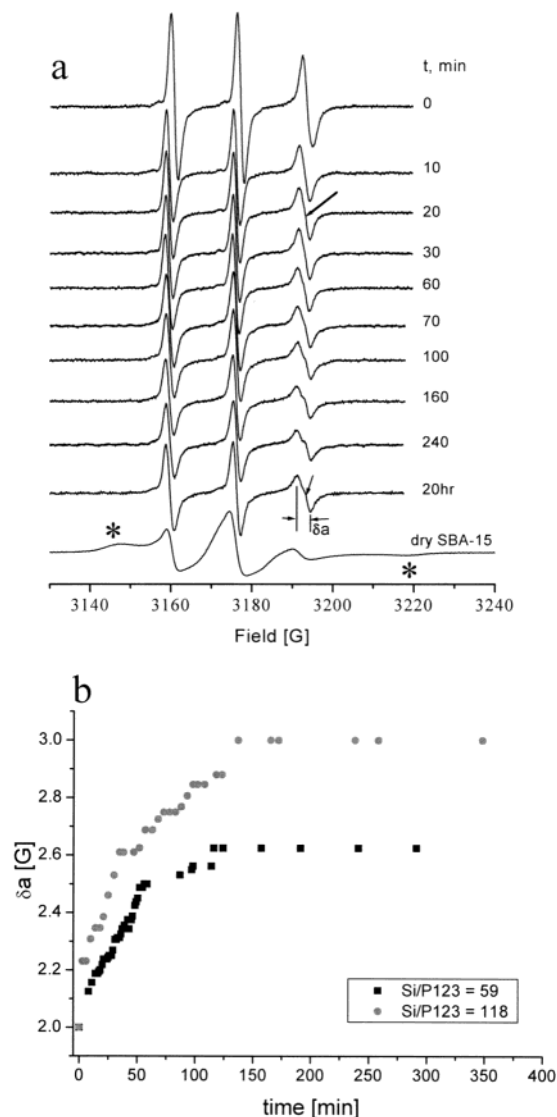 a
t, min
0
10
20
30
60
70
100
160
240
20hr
δa
dry SBA-15
*
*
3140 3160 3180 3200 3220 3240
Field [G]
b
3.0
2.8
2.6
2.4
2.2
2.0
δa [G]
Si/P123 = 59
Si/P123 = 118
0 50 100 150 200 250 300 350 400
time [min]